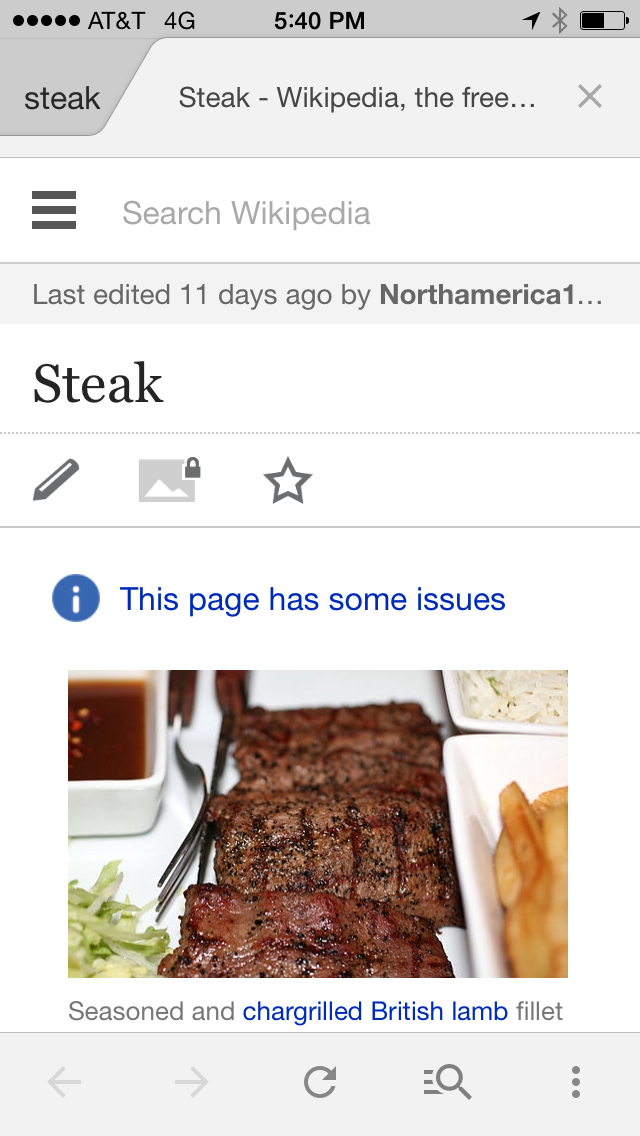 AT&T 4G 5:40 PM
steak
Steak - Wikipedia, the free...
Search Wikipedia
Last edited 11 days ago by Northamerica1...
Steak
This page has some issues
Seasoned and chargrilled British lamb fillet